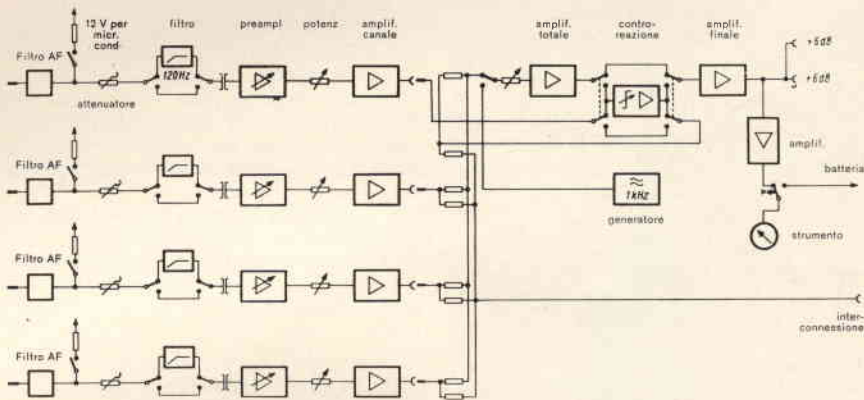 12 V per
micr.
cond.
filtro
preampl.
potenz
amplif.
canale
amplif.
totale
contro-
reazione
amplif.
finale
Filtro AF
120Hz
attenuatore
+6dB
+6dB
Filtro AF
amplif.
batteria
1kHz
generatore
strumento
Filtro AF
inter-
connessione
Filtro AF